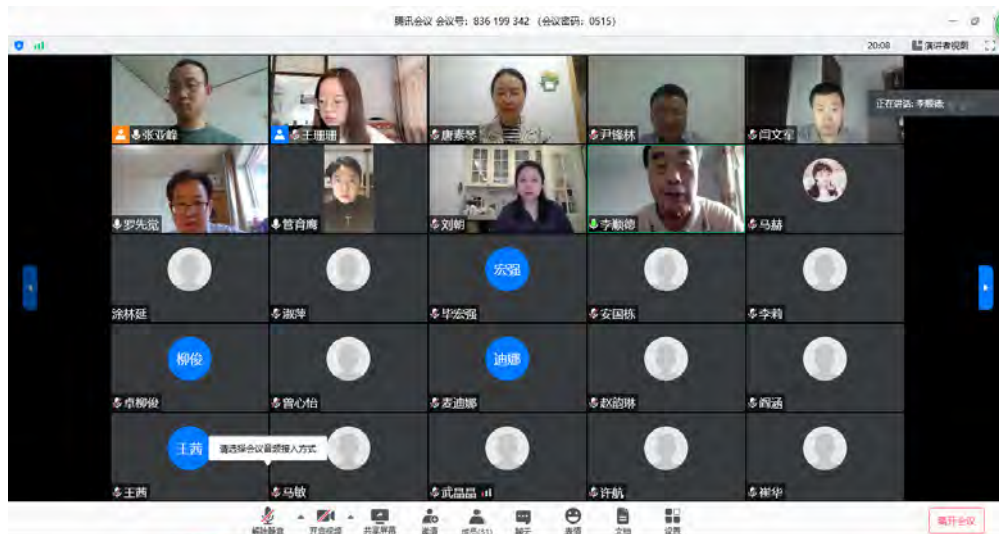 腾讯会议 会议号：836 199 342 （会议密码：0515）
20:08 演讲者视图
正在讲话: 李顺德;
张亚峰 王珊珊 唐素琴 尹锋林 闫文军
罗先觉 管育鹰 刘朝 李顺德 马赫
宏强
涂林延 淑萍 毕宏强 安国栋 李莉
柳俊 迪娜
卓柳俊 曾心怡 麦迪娜 赵韵琳 阎涵
王茜 请选择会议音频接入方式
王茜 马敏 武晶晶 许航 崔华
解除静音 开启视频 共享屏幕 邀请 成员(51) 聊天 表情 文档 设置
离开会议